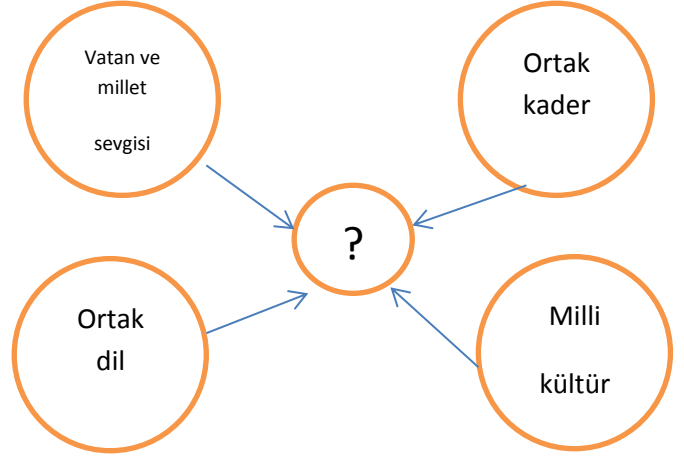 Vatan ve
millet
sevgisi
Ortak
kader
?
Ortak
dil
Milli
kültür